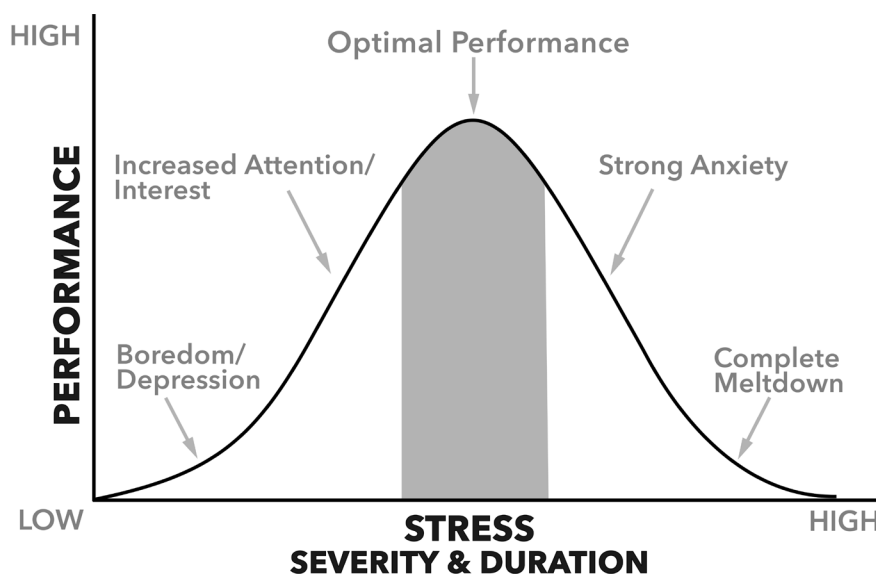 HIGH
Optimal Performance
Increased Attention/
Interest
Strong Anxiety
PERFORMANCE
Boredom/
Depression
Complete
Meltdown
LOW
STRESS
HIGH
SEVERITY & DURATION